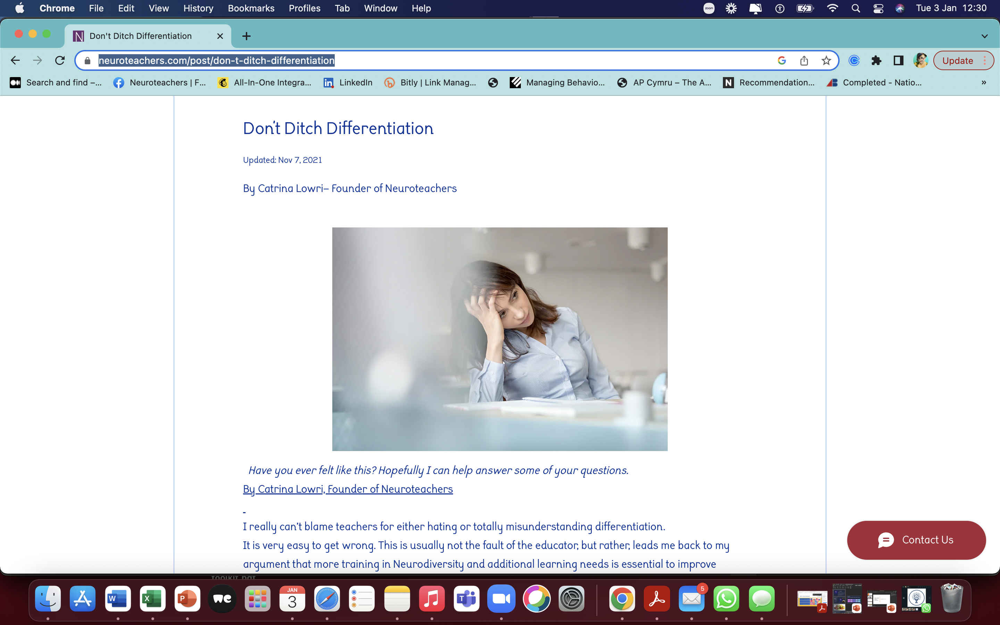 Chrome File Edit View History Bookmarks Profiles Tab Window Help zoom Tue 3 Jan 12:30
N Don't Ditch Differentiation
neuroteachers.com/post/don-t-ditch-differentiation G Update
Search and find –... Neuroteachers | F... All-In-One Integra... in LinkedIn Bitly | Link Manag... Managing Behavio... AP Cymru – The A... N Recommendation... Completed - Natio... »
Don't Ditch Differentiation
Updated: Nov 7, 2021
By Catrina Lowri– Founder of Neuroteachers
Have you ever felt like this? Hopefully I can help answer some of your questions.
By Catrina Lowri, Founder of Neuroteachers
-
I really can't blame teachers for either hating or totally misunderstanding differentiation.
It is very easy to get wrong. This is usually not the fault of the educator, but rather, leads me back to my
Contact Us
argument that more training in Neurodiversity and additional learning needs is essential to improve
W X P we JAN 3 T 5